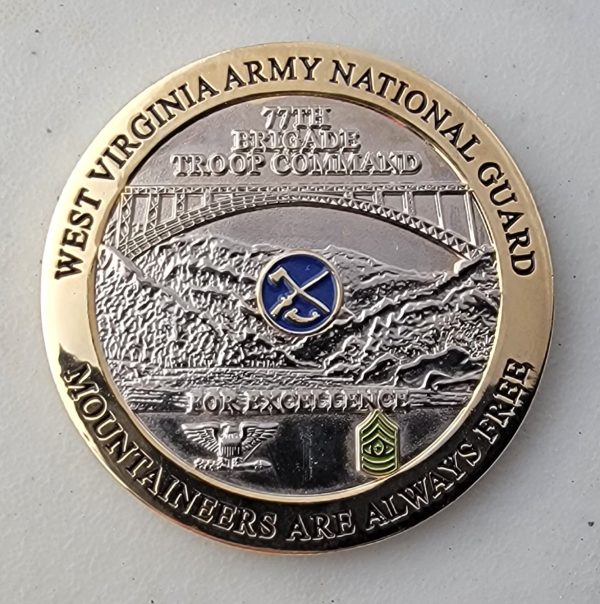 WEST VIRGINIA ARMY NATIONAL GUARD
77TH
BRIGADE
TROOP COMMAND
FOR EXCELLENCE
MOUNTAINEERS ARE ALWAYS FREE